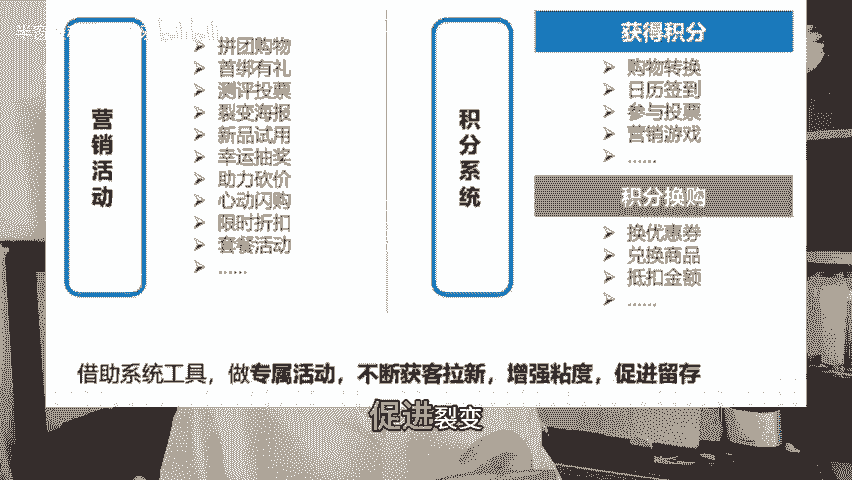 营销活动
拼团购物
首绑有礼
测评投票
裂变海报
新品试用
幸运抽奖
助力砍价
心动闪购
限时折扣
套餐活动
……
积分系统
获得积分
购物转换
日历签到
参与投票
营销游戏
……
积分换购
换优惠券
兑换商品
抵扣金额
……
借助系统工具，做专属活动，不断获客拉新，增强粘度，促进留存
促进裂变